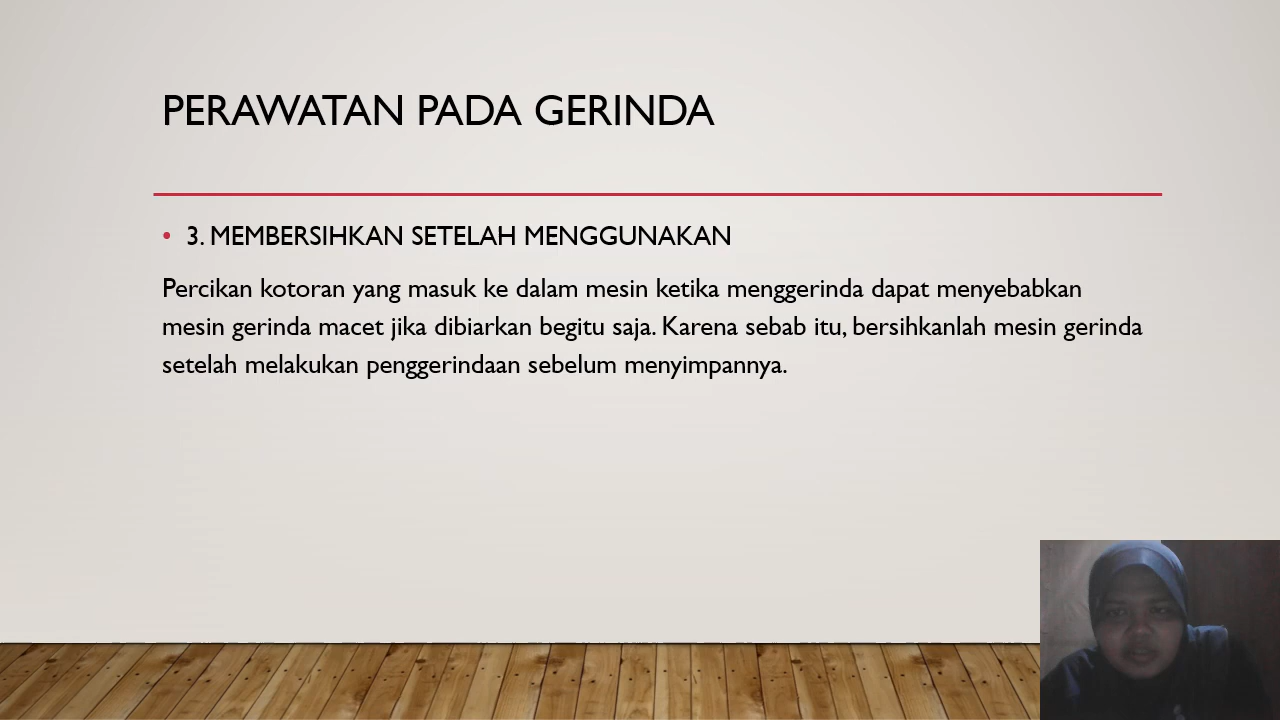 PERAWATAN PADA GERINDA
• 3. MEMBERSIHKAN SETELAH MENGGUNAKAN
Percikan kotoran yang masuk ke dalam mesin ketika menggerinda dapat menyebabkan
mesin gerinda macet jika dibiarkan begitu saja. Karena sebab itu, bersihkanlah mesin gerinda
setelah melakukan penggerindaan sebelum menyimpannya.